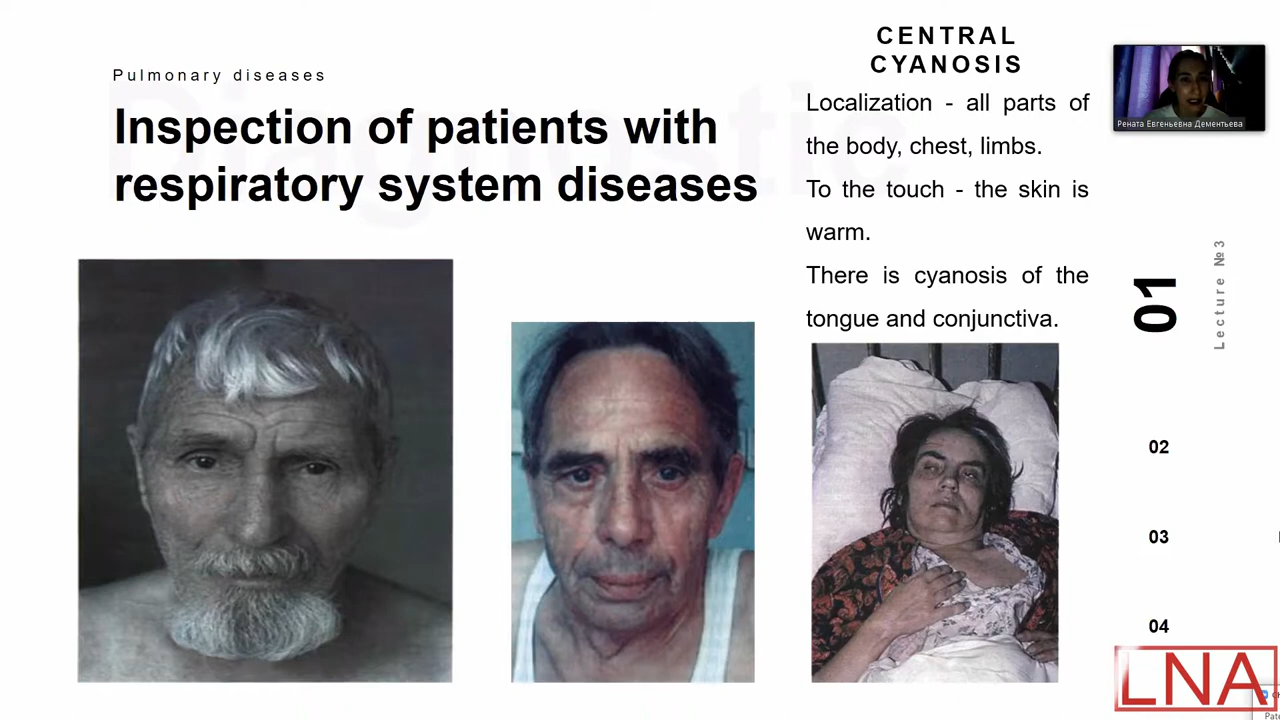 Pulmonary diseases
Inspection of patients with
respiratory system diseases
CENTRAL
CYANOSIS
Localization - all parts of
the body, chest, limbs.
To the touch - the skin is
warm.
There is cyanosis of the
tongue and conjunctiva.
Рената Евгеньевна Дементьева
Lecture №3
01
02
03
04
LNA